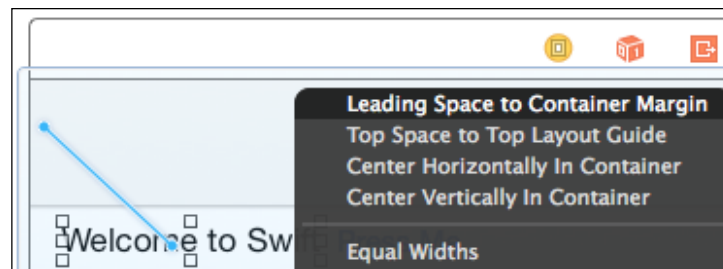 Leading Space to Container Margin
Top Space to Top Layout Guide
Center Horizontally In Container
Center Vertically In Container
Welcome to Swift
Equal Widths